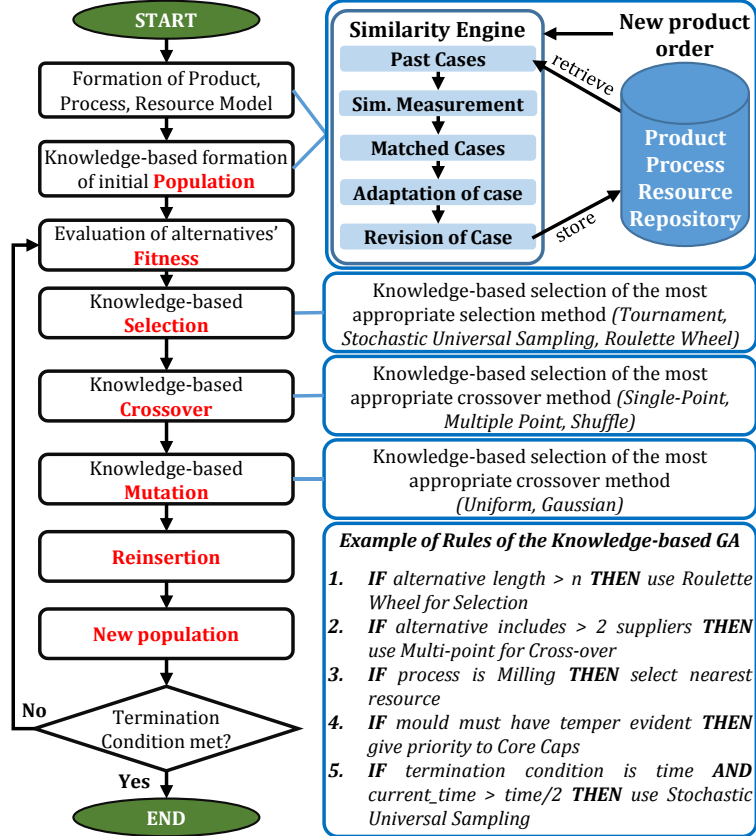 START
Formation of Product,
Process, Resource Model
Knowledge-based formation
of initial Population
Evaluation of alternatives’
Fitness
Knowledge-based
Selection
Knowledge-based
Crossover
Knowledge-based
Mutation
Reinsertion
New population
Termination
Condition met?
No
Yes
END
Similarity Engine
Past Cases
Sim. Measurement
Matched Cases
Adaptation of case
Revision of Case
New product
order
retrieve
store
Product
Process
Resource
Repository
Knowledge-based selection of the most
appropriate selection method (Tournament,
Stochastic Universal Sampling, Roulette Wheel)
Knowledge-based selection of the most
appropriate crossover method (Single-Point,
Multiple Point, Shuffle)
Knowledge-based selection of the most
appropriate crossover method
(Uniform, Gaussian)
Example of Rules of the Knowledge-based GA
1. IF alternative length > n THEN use Roulette
Wheel for Selection
2. IF alternative includes > 2 suppliers THEN
use Multi-point for Cross-over
3. IF process is Milling THEN select nearest
resource
4. IF mould must have temper evident THEN
give priority to Core Caps
5. IF termination condition is time AND
current_time > time/2 THEN use Stochastic
Universal Sampling